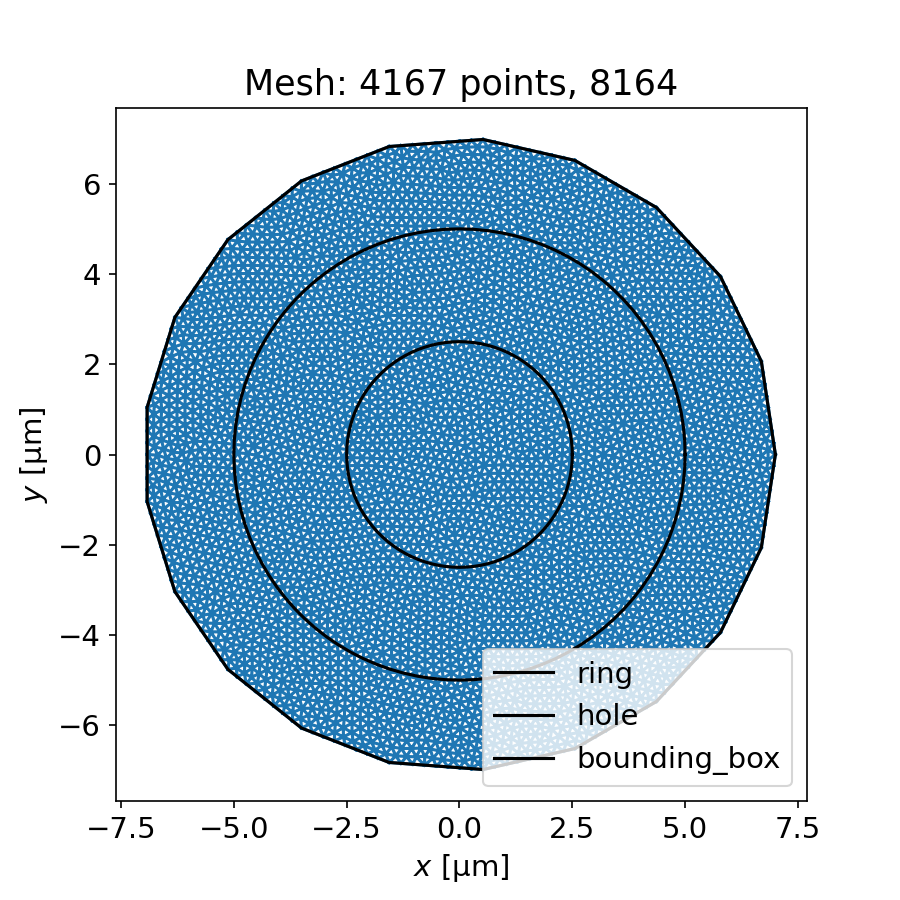 Mesh: 4167 points, 8164
y [µm]
6
4
2
0
−2
−4
−6
ring
hole
bounding_box
−7.5 −5.0 −2.5 0.0 2.5 5.0 7.5
x [µm]